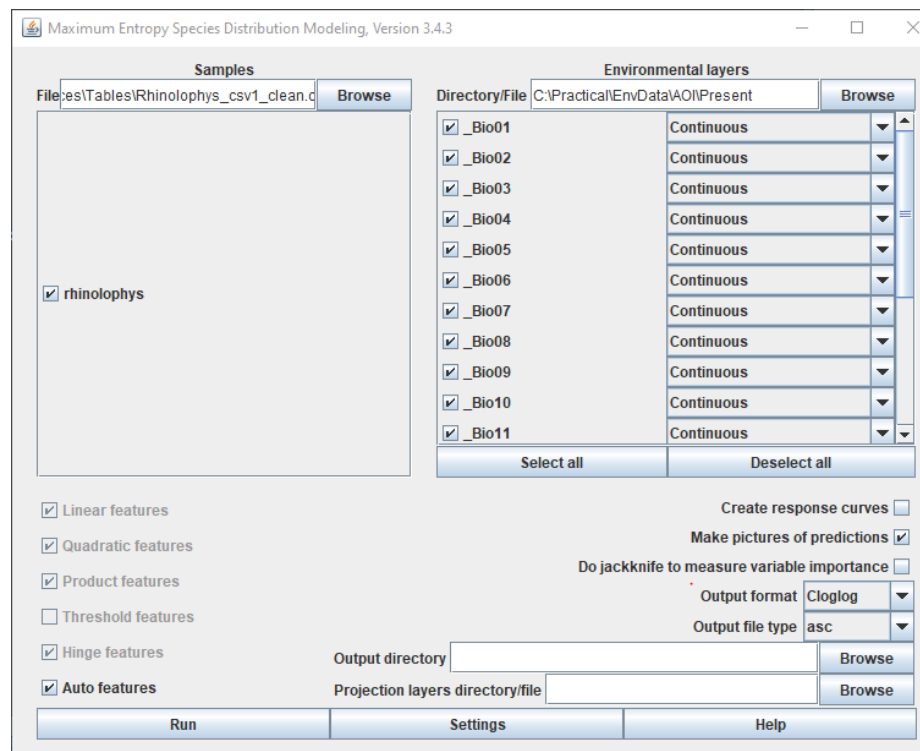 Maximum Entropy Species Distribution Modeling, Version 3.4.3
Samples
File :es\Tables\Rhinolophys_csv1_clean.c Browse
rhinolophys
Environmental layers
Directory/File C:\Practical\EnvData\AOI\Present Browse
_Bio01 Continuous
_Bio02 Continuous
_Bio03 Continuous
_Bio04 Continuous
_Bio05 Continuous
_Bio06 Continuous
_Bio07 Continuous
_Bio08 Continuous
_Bio09 Continuous
_Bio10 Continuous
_Bio11 Continuous
Select all Deselect all
Linear features
Quadratic features
Product features
Threshold features
Hinge features
Auto features
Create response curves
Make pictures of predictions
Do jackknife to measure variable importance
Output format Cloglog
Output file type asc
Output directory Browse
Projection layers directory/file Browse
Run Settings Help